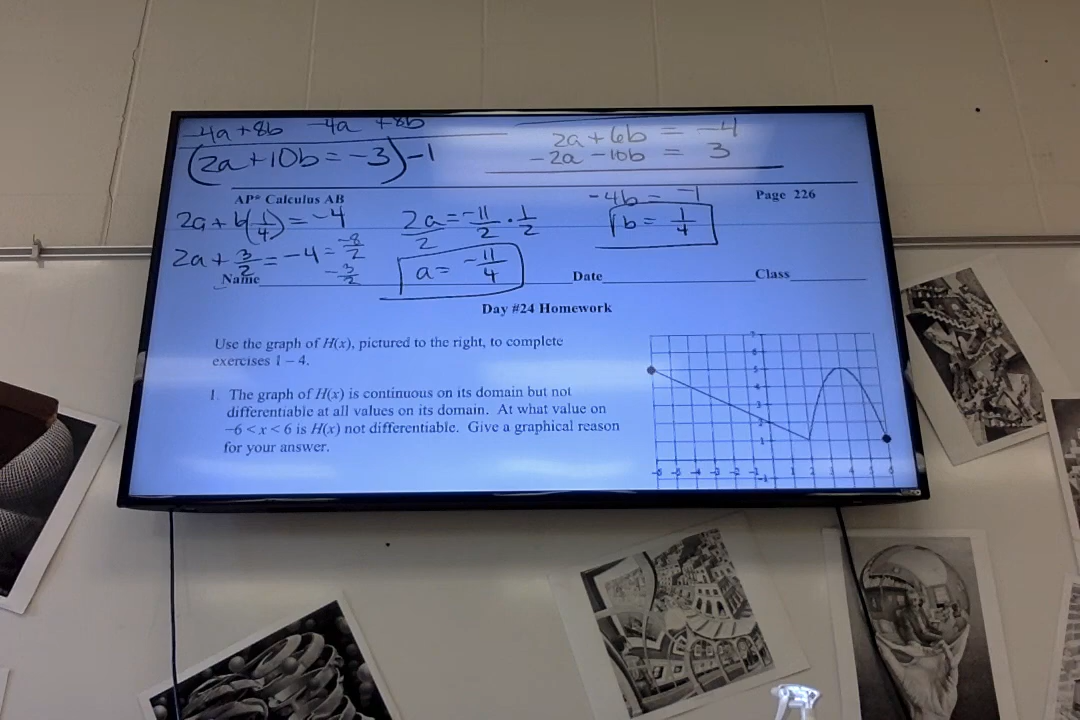 -4a+8b -4a +8b
(2a+10b=-3)-1
2a+6b = -4
-2a-10b = 3
-4b = -1
b = 1/4
AP* Calculus AB
Page 226
2a+6(1/4)=-4
2a/2=-11/2·1/2
2a+3/2=-4=-8/2
-3/2
a=-11/4
Name Date Class
Day #24 Homework
Use the graph of H(x), pictured to the right, to complete
exercises 1 – 4.
1. The graph of H(x) is continuous on its domain but not
differentiable at all values on its domain. At what value on
–6 < x < 6 is H(x) not differentiable. Give a graphical reason
for your answer.